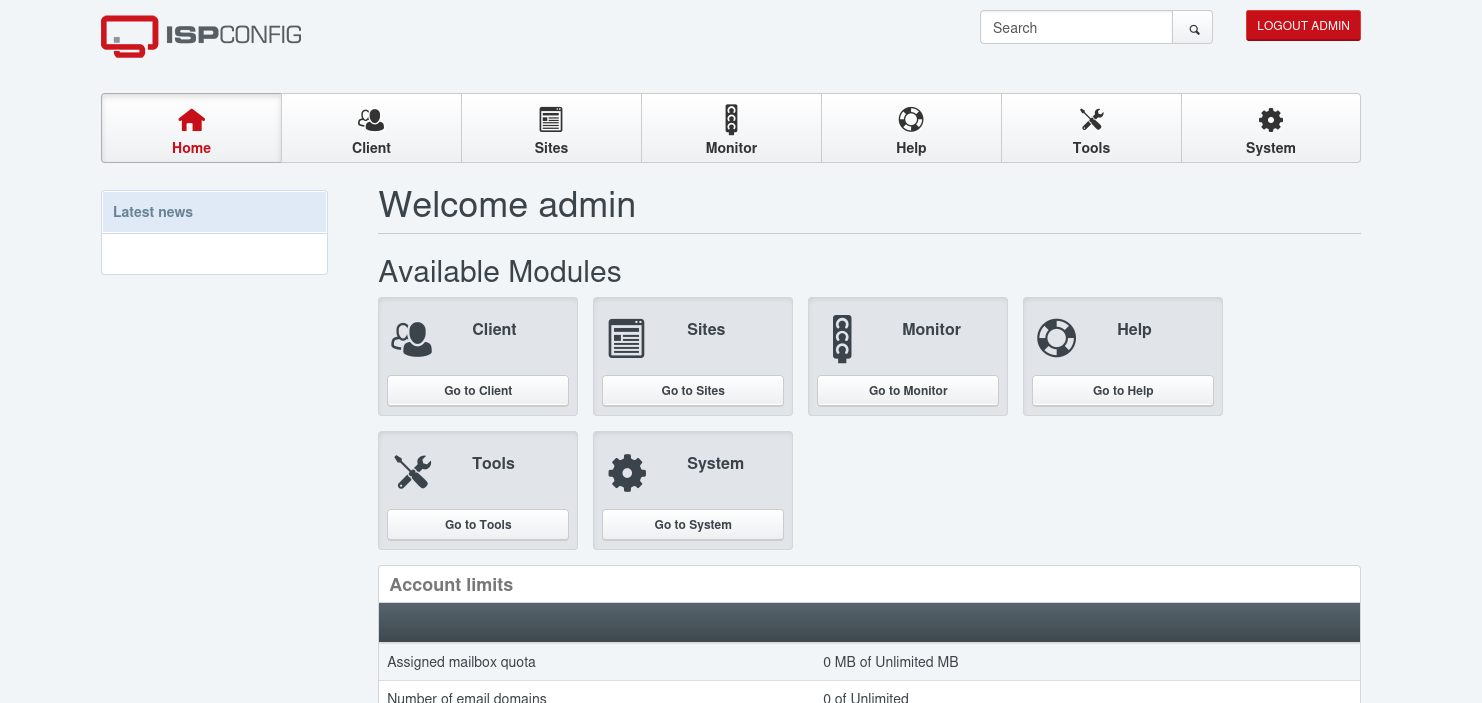 ISPCONFIG
Search
LOGOUT ADMIN
Home
Client
Sites
Monitor
Help
Tools
System
Latest news
Welcome admin
Available Modules
Client
Sites
Monitor
Help
Go to Client
Go to Sites
Go to Monitor
Go to Help
Tools
System
Go to Tools
Go to System
Account limits
Assigned mailbox quota 0 MB of Unlimited MB
Number of email domains 0 of Unlimited